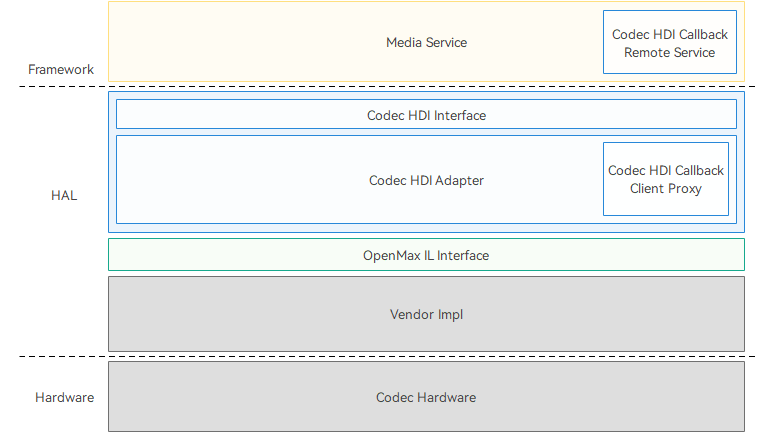 Media Service
Codec HDI Callback
Remote Service
Framework
Codec HDI Interface
Codec HDI Adapter
Codec HDI Callback
Client Proxy
HAL
OpenMax IL Interface
Vendor Impl
Hardware
Codec Hardware